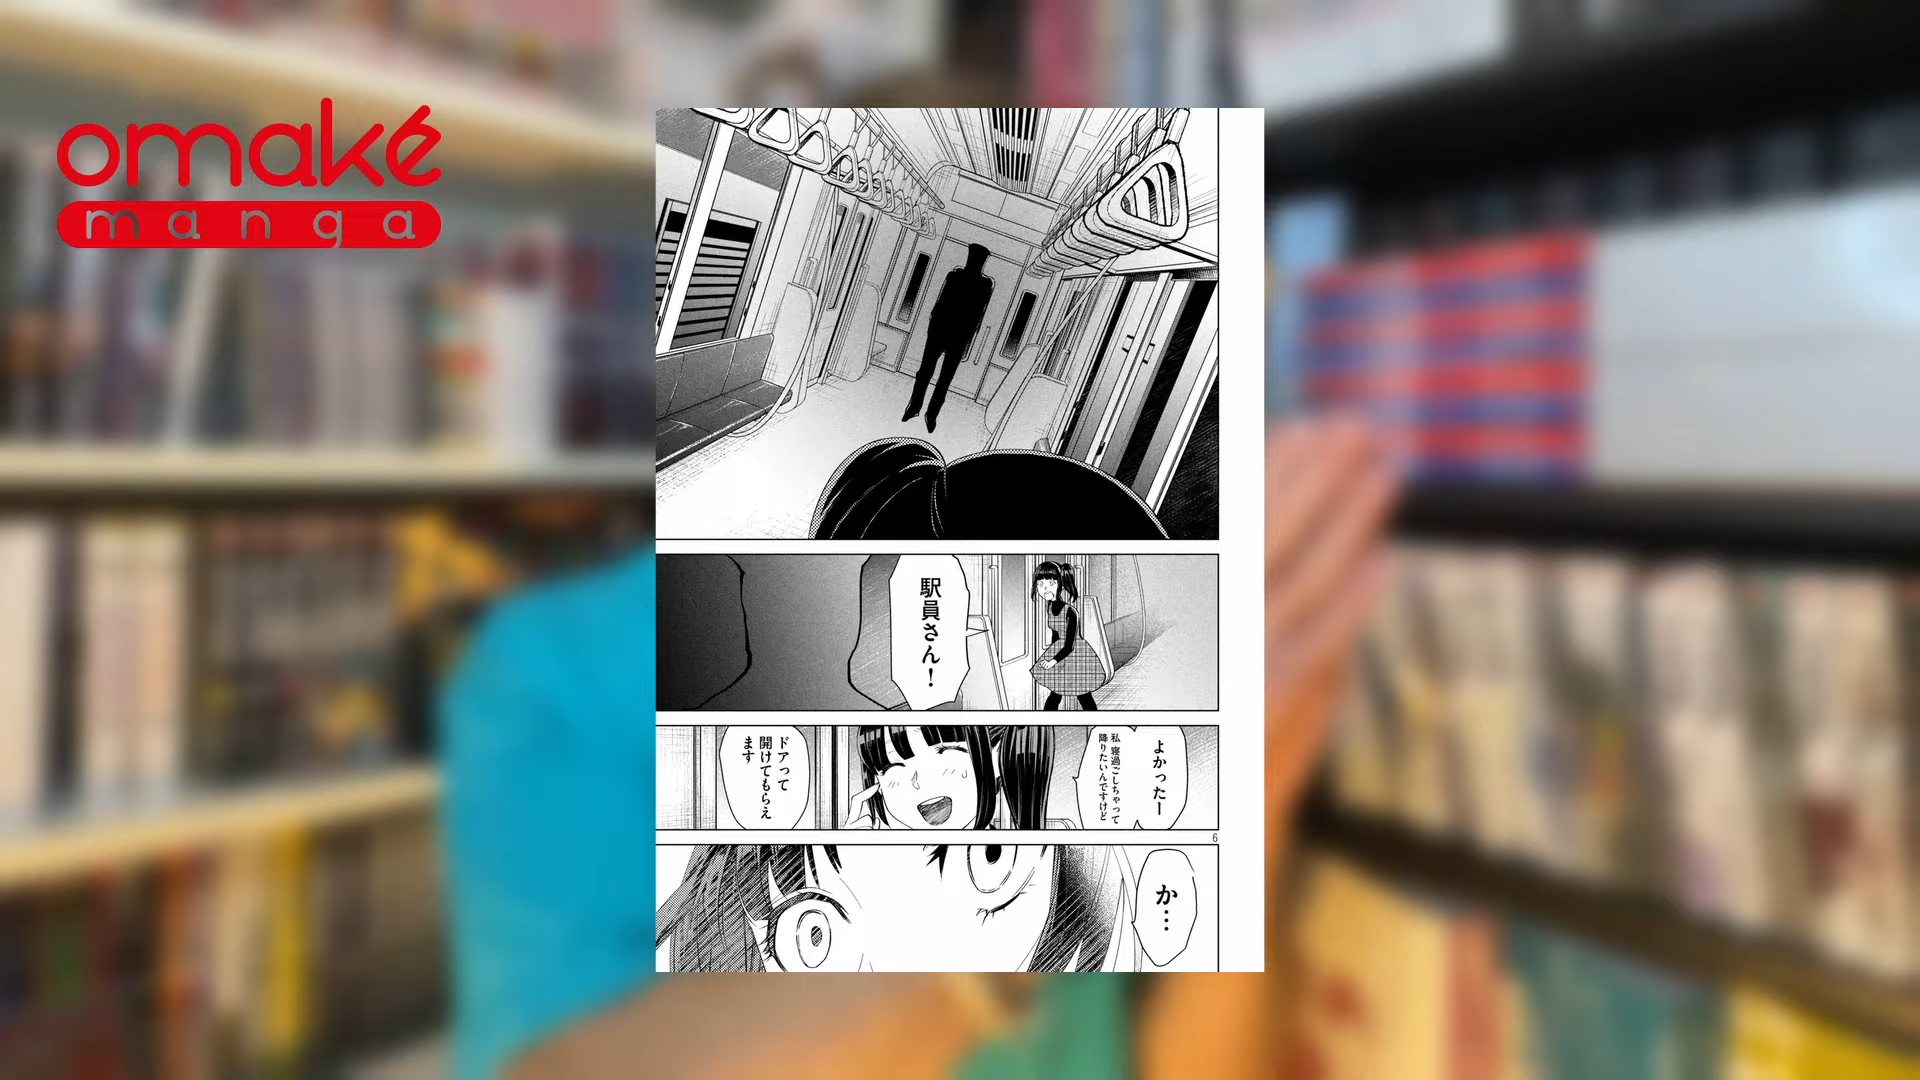 omaké
manga
駅員さん!
よかったー
私 寝過ごしちゃって
降りたいんですけど
ドアって
開けてもらえ
ます
6
か…